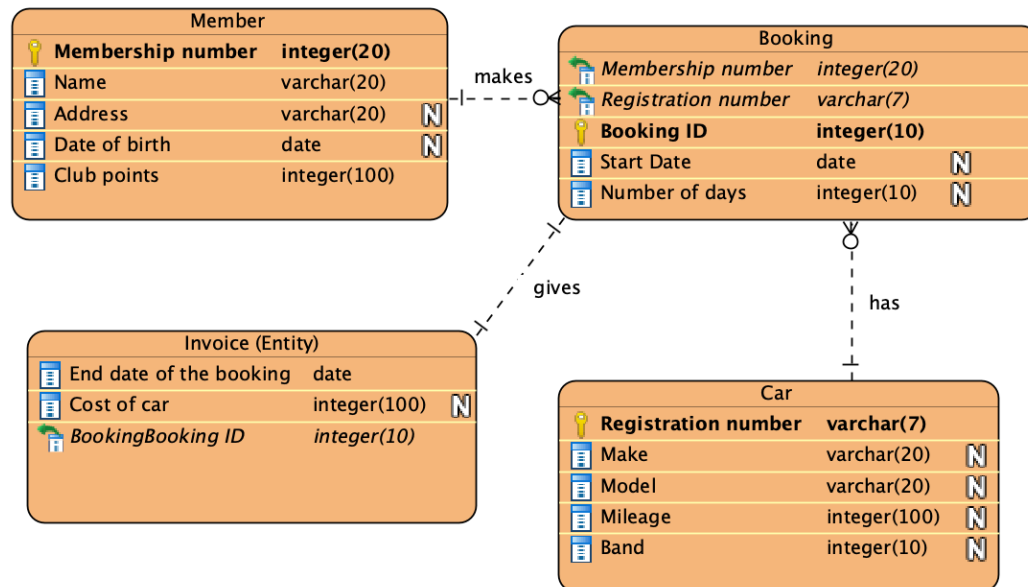 Member
Membership number integer(20)
Name varchar(20)
Address varchar(20) N
Date of birth date N
Club points integer(100)
makes
Booking
Membership number integer(20)
Registration number varchar(7)
Booking ID integer(10)
Start Date date N
Number of days integer(10) N
gives
has
Invoice (Entity)
End date of the booking date
Cost of car integer(100) N
BookingBooking ID integer(10)
Car
Registration number varchar(7)
Make varchar(20) N
Model varchar(20) N
Mileage integer(100) N
Band integer(10) N